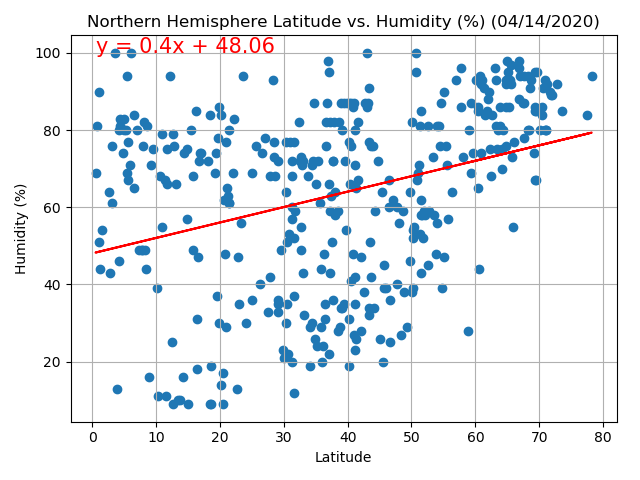 Northern Hemisphere Latitude vs. Humidity (%) (04/14/2020)
y = 0.4x + 48.06
100
80
60
40
20
Humidity (%)
0 10 20 30 40 50 60 70 80
Latitude